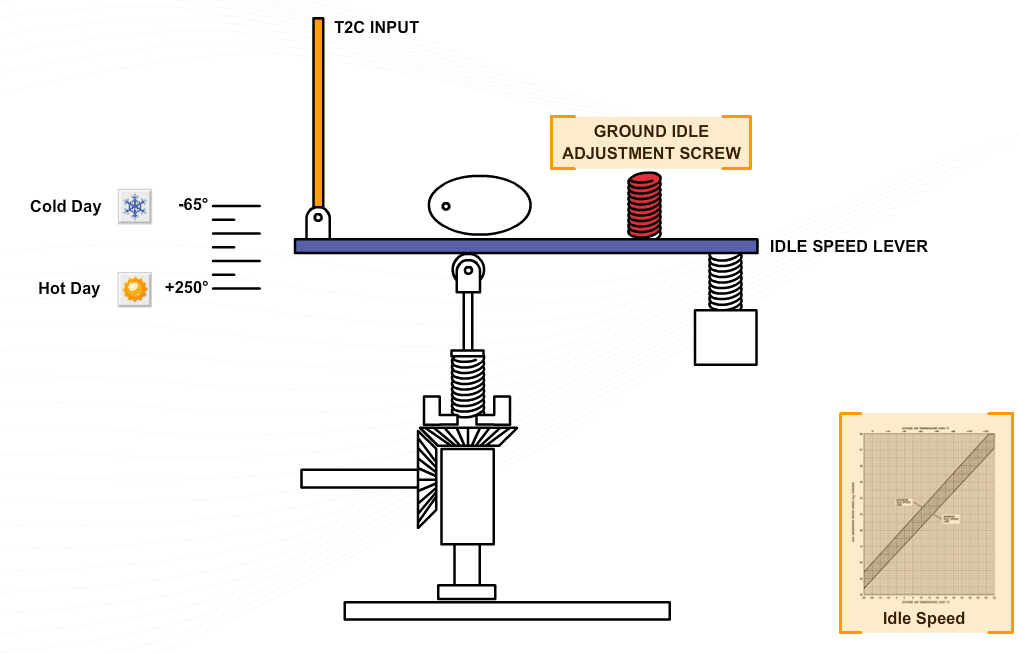 T2C INPUT
GROUND IDLE
ADJUSTMENT SCREW
Cold Day
-65°
IDLE SPEED LEVER
Hot Day
+250°
Idle Speed